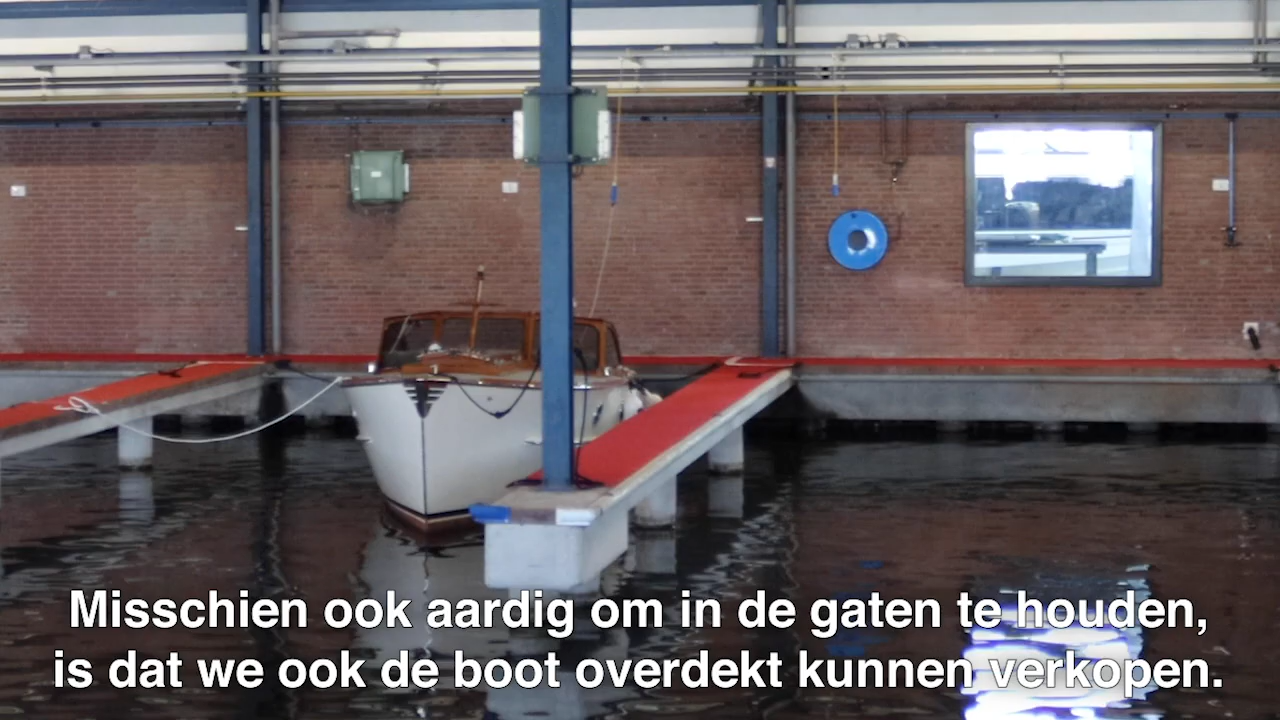 Misschien ook aardig om in de gaten te houden,
is dat we ook de boot overdekt kunnen verkopen.